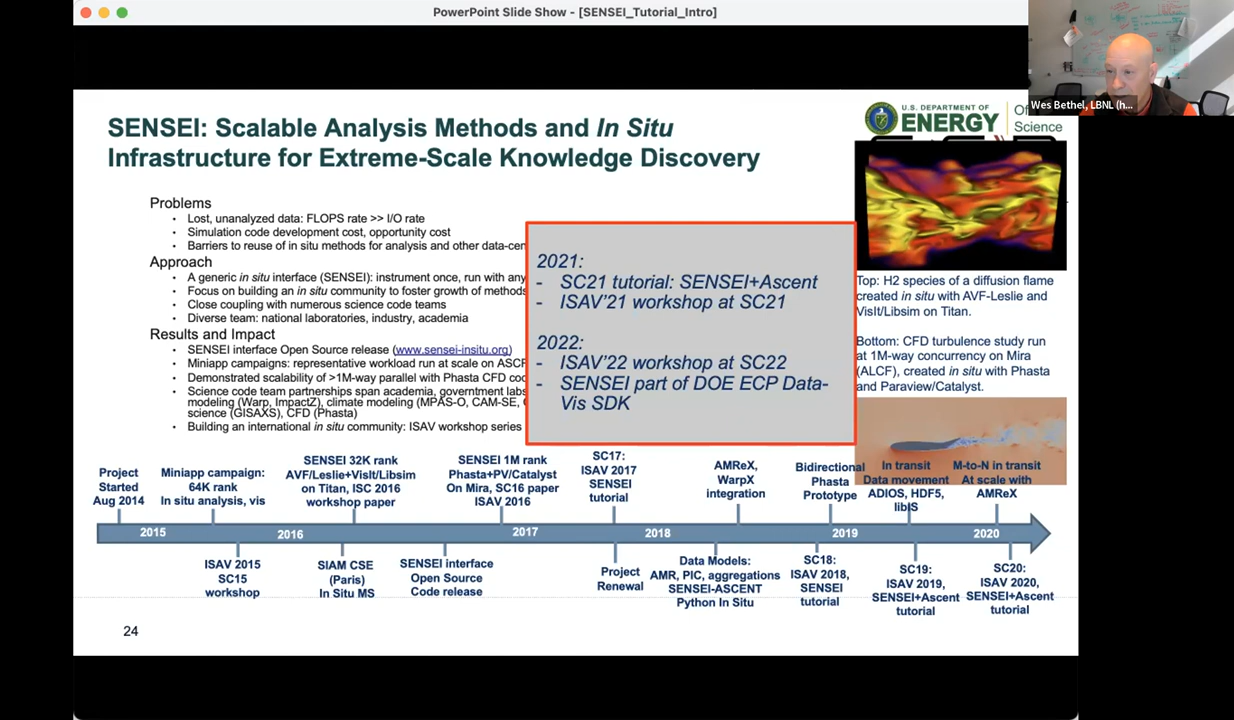 PowerPoint Slide Show - [SENSEI_Tutorial_Intro]
Wes Bethel, LBNL (h...
U.S. DEPARTMENT OF
ENERGY
Science
SENSEI: Scalable Analysis Methods and In Situ
Infrastructure for Extreme-Scale Knowledge Discovery
Problems
• Lost, unanalyzed data: FLOPS rate >> I/O rate
• Simulation code development cost, opportunity cost
• Barriers to reuse of in situ methods for analysis and other data-cen
Approach
• A generic in situ interface (SENSEI): instrument once, run with any
• Focus on building an in situ community to foster growth of methods
• Close coupling with numerous science code teams
• Diverse team: national laboratories, industry, academia
Results and Impact
• SENSEI interface Open Source release (www.sensei-insitu.org)
• Miniapp campaigns: representative workload run at scale on ASCF
• Demonstrated scalability of >1M-way parallel with Phasta CFD cod
• Science code team partnerships span academia, government labs
modeling (Warp, ImpactZ), climate modeling (MPAS-O, CAM-SE,
science (GISAXS), CFD (Phasta)
• Building an international in situ community: ISAV workshop series
2021:
- SC21 tutorial: SENSEI+Ascent
- ISAV'21 workshop at SC21
2022:
- ISAV'22 workshop at SC22
- SENSEI part of DOE ECP Data-
Vis SDK
Top: H2 species of a diffusion flame
created in situ with AVF-Leslie and
VisIt/Libsim on Titan.
Bottom: CFD turbulence study run
at 1M-way concurrency on Mira
(ALCF), created in situ with Phasta
and Paraview/Catalyst.
Project
Started
Aug 2014
Miniapp campaign:
64K rank
In situ analysis, vis
SENSEI 32K rank
AVF/Leslie+VisIt/Libsim
on Titan, ISC 2016
workshop paper
SENSEI 1M rank
Phasta+PV/Catalyst
On Mira, SC16 paper
ISAV 2016
SC17:
ISAV 2017
SENSEI
tutorial
AMReX,
WarpX
integration
Bidirectional
Phasta
Prototype
In transit
Data movement
ADIOS, HDF5,
libIS
M-to-N in transit
At scale with
AMReX
2015
2016
2017
2018
2019
2020
ISAV 2015
SC15
workshop
SIAM CSE
(Paris)
In Situ MS
SENSEI interface
Open Source
Code release
Project
Renewal
Data Models:
AMR, PIC, aggregations
SENSEI-ASCENT
Python In Situ
SC18:
ISAV 2018,
SENSEI
tutorial
SC19:
ISAV 2019,
SENSEI+Ascent
tutorial
SC20:
ISAV 2020,
SENSEI+Ascent
tutorial
24